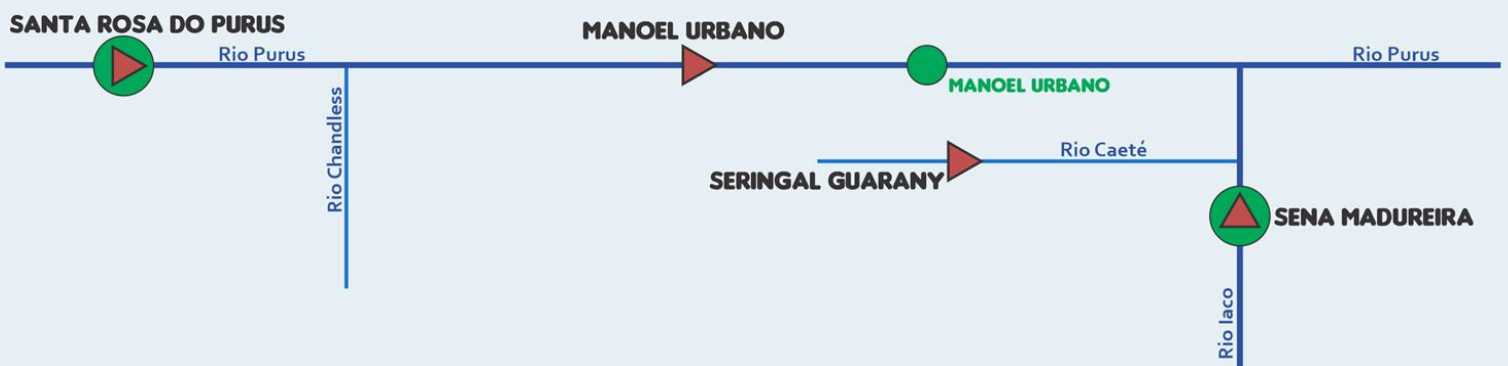 SANTA ROSA DO PURUS
MANOEL URBANO
Rio Purus
Rio Purus
MANOEL URBANO
Rio Chandless
Rio Caeté
SERINGAL GUARANY
SENA MADUREIRA
Rio Iaco